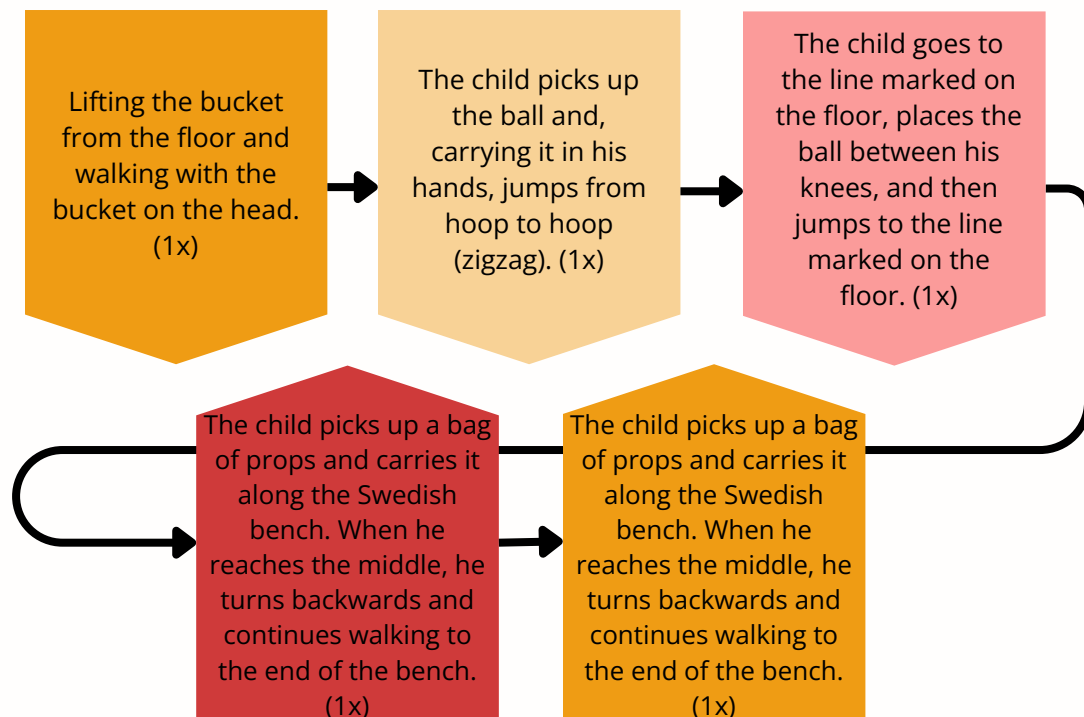 Lifting the bucket
from the floor and
walking with the
bucket on the head.
(1x)
The child picks up
the ball and,
carrying it in his
hands, jumps from
hoop to hoop
(zigzag). (1x)
The child goes to
the line marked on
the floor, places the
ball between his
knees, and then
jumps to the line
marked on the
floor. (1x)
The child picks up a bag
of props and carries it
along the Swedish
bench. When he
reaches the middle, he
turns backwards and
continues walking to
the end of the bench.
(1x)
The child picks up a bag
of props and carries it
along the Swedish
bench. When he
reaches the middle, he
turns backwards and
continues walking to
the end of the bench.
(1x)